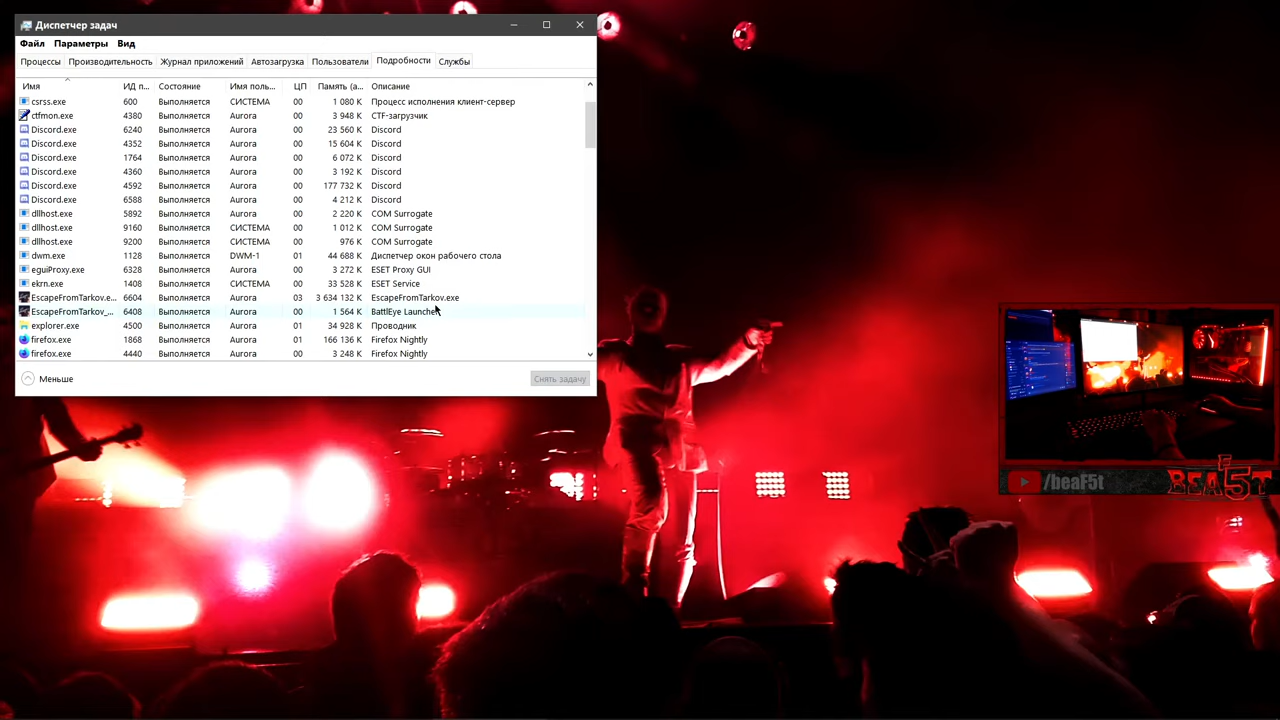 Диспетчер задач
Файл Параметры Вид
Процессы Производительность Журнал приложений Автозагрузка Пользователи Подробности Службы
Имя ИД п... Состояние Имя поль... ЦП Память (а... Описание
csrss.exe 600 Выполняется СИСТЕМА 00 1 080 К Процесс исполнения клиент-сервер
ctfmon.exe 4380 Выполняется Aurora 00 3 948 К CTF-загрузчик
Discord.exe 6240 Выполняется Aurora 00 23 560 К Discord
Discord.exe 4352 Выполняется Aurora 00 15 604 К Discord
Discord.exe 1764 Выполняется Aurora 00 6 072 К Discord
Discord.exe 4360 Выполняется Aurora 00 3 192 К Discord
Discord.exe 4592 Выполняется Aurora 00 177 732 К Discord
Discord.exe 6588 Выполняется Aurora 00 4 212 К Discord
dllhost.exe 5892 Выполняется Aurora 00 2 220 К COM Surrogate
dllhost.exe 9160 Выполняется СИСТЕМА 00 1 012 К COM Surrogate
dllhost.exe 9200 Выполняется СИСТЕМА 00 976 К COM Surrogate
dwm.exe 1128 Выполняется DWM-1 01 44 688 К Диспетчер окон рабочего стола
eguiProxy.exe 6328 Выполняется Aurora 00 3 272 К ESET Proxy GUI
ekrn.exe 1408 Выполняется СИСТЕМА 00 33 528 К ESET Service
EscapeFromTarkov.e... 6604 Выполняется Aurora 03 3 634 132 К EscapeFromTarkov.exe
EscapeFromTarkov_... 6408 Выполняется Aurora 00 1 564 К BattlEye Launcher
explorer.exe 4500 Выполняется Aurora 01 34 928 К Проводник
firefox.exe 1868 Выполняется Aurora 01 166 136 К Firefox Nightly
firefox.exe 4440 Выполняется Aurora 00 3 248 К Firefox Nightly
Меньше Снять задачу
/beaF5t
BEAF5T